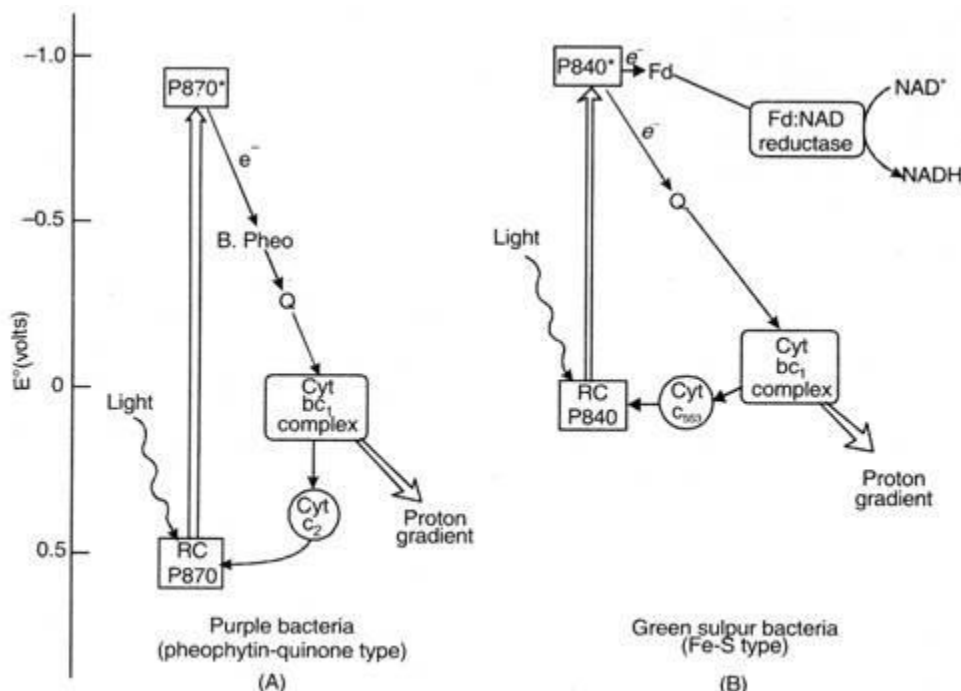 E°(volts)
−1.0
−0.5
0
0.5
P870*
e⁻
B. Pheo
Q
Cyt
bc₁
complex
Proton
gradient
Cyt
c₂
Light
RC
P870
Purple bacteria
(pheophytin-quinone type)
(A)
P840*
e⁻
Fd
Fd:NAD
reductase
NAD⁺
NADH
e⁻
Q
Light
Cyt
bc₁
complex
Proton
gradient
Cyt
c₅₅₃
RC
P840
Green sulpur bacteria
(Fe-S type)
(B)